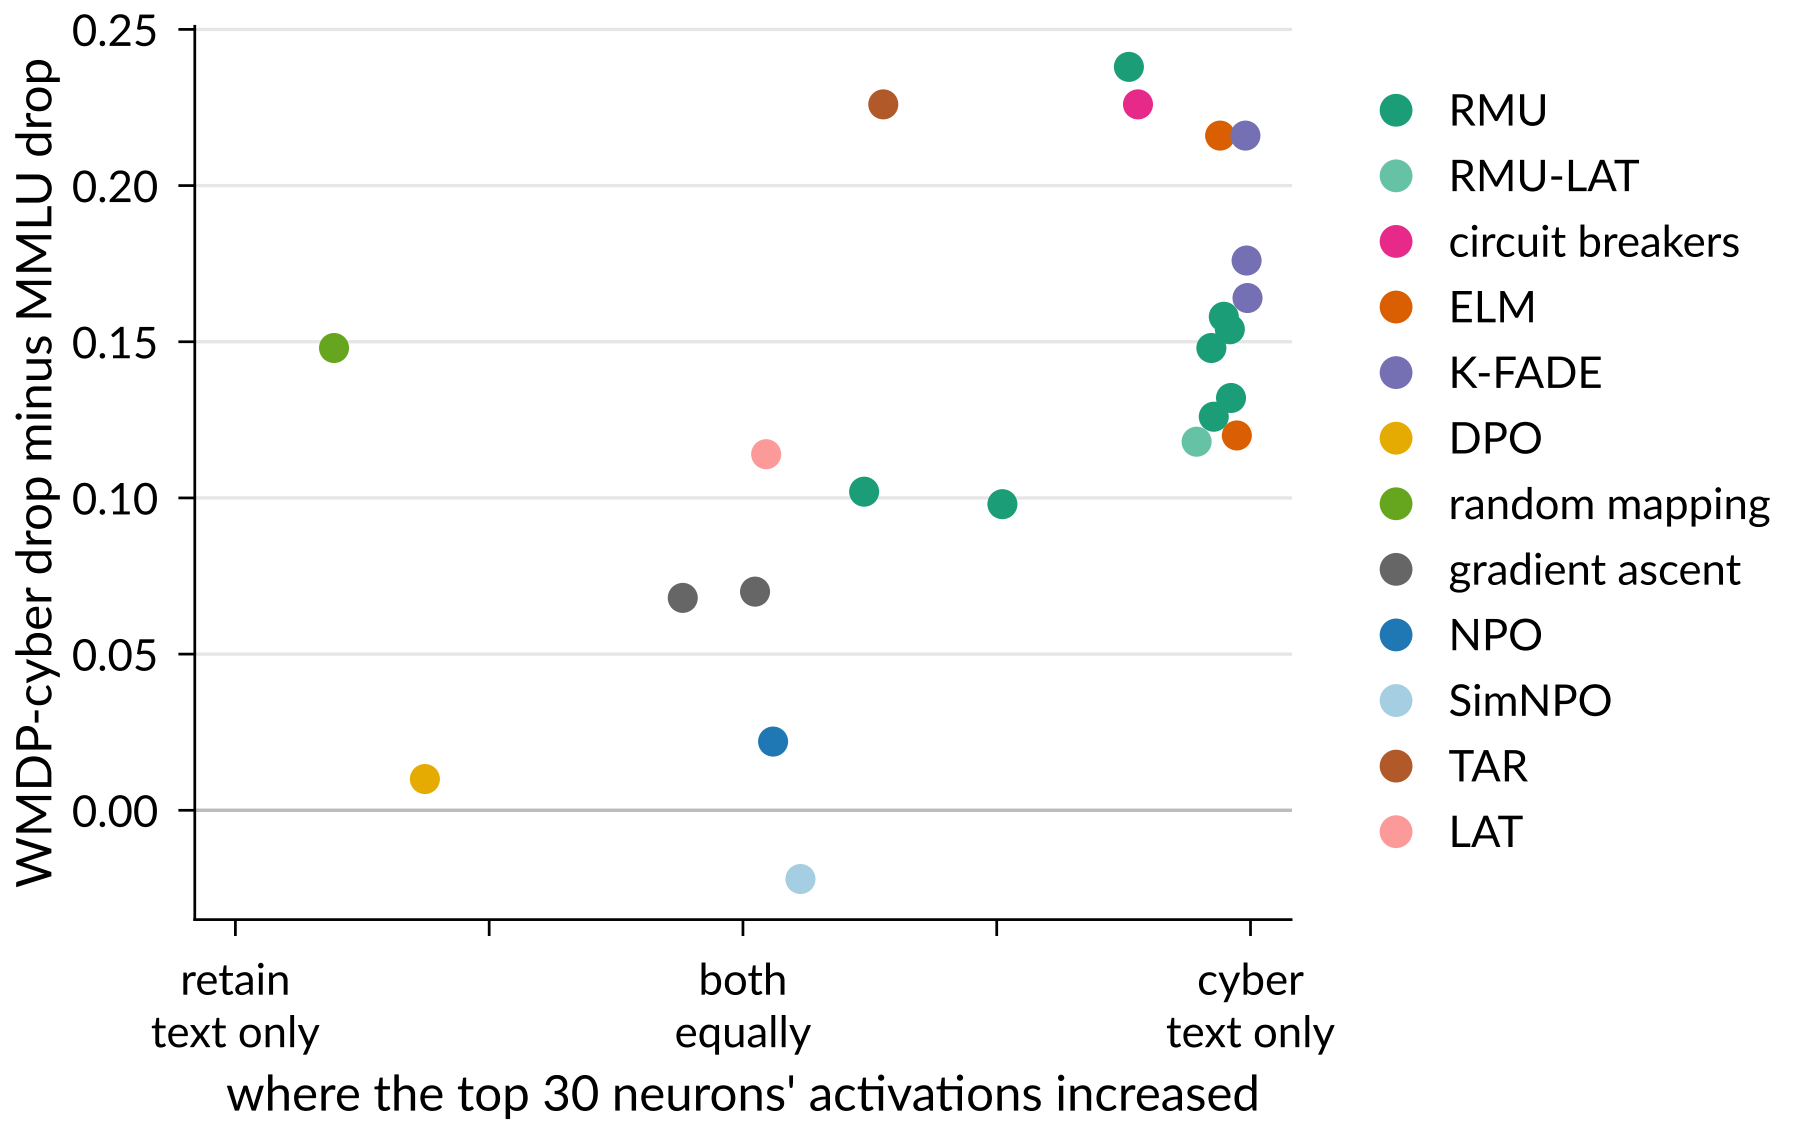 WMDP-cyber drop minus MMLU drop
0.25
0.20
0.15
0.10
0.05
0.00
retain
text only
both
equally
cyber
text only
where the top 30 neurons' activations increased
RMU
RMU-LAT
circuit breakers
ELM
K-FADE
DPO
random mapping
gradient ascent
NPO
SimNPO
TAR
LAT